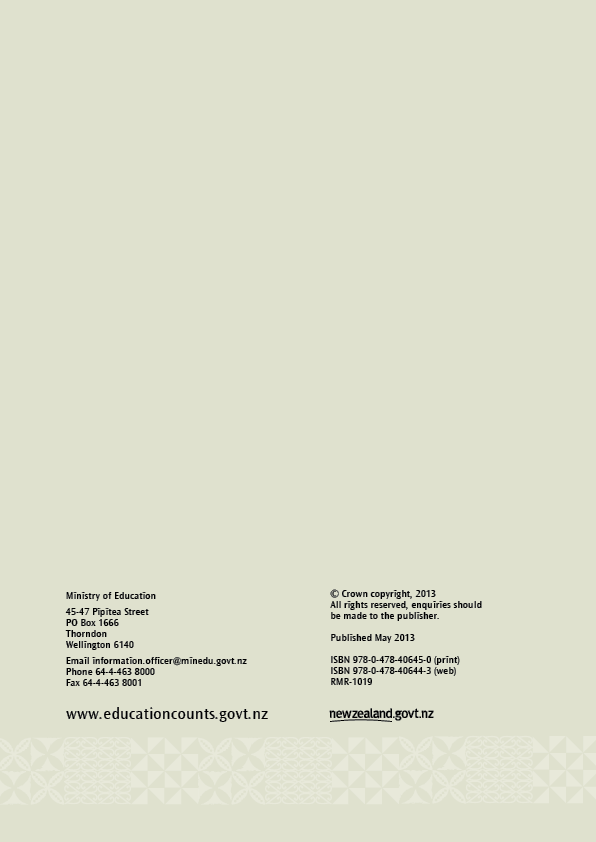 Ministry of Education
45-47 Pipitea Street
PO Box 1666
Thorndon
Wellington 6140
Email information.officer@minedu.govt.nz
Phone 64-4-463 8000
Fax 64-4-463 8001
www.educationcounts.govt.nz
© Crown copyright, 2013
All rights reserved, enquiries should
be made to the publisher.
Published May 2013
ISBN 978-0-478-40645-0 (print)
ISBN 978-0-478-40644-3 (web)
RMR-1019
newzealand.govt.nz